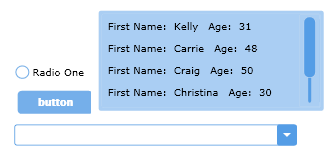 First Name: Kelly Age: 31
First Name: Carrie Age: 48
First Name: Craig Age: 50
First Name: Christina Age: 30
Radio One
button